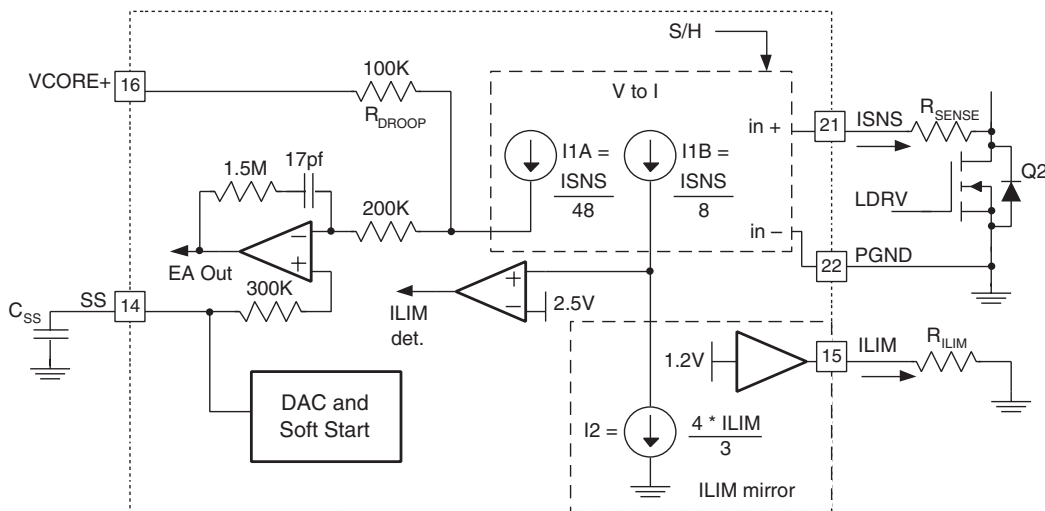 S/H
VCORE+
16
100K
R_DROOP
V to I
in +
21
ISNS
R_SENSE
I1A =
ISNS
48
I1B =
ISNS
8
17pf
1.5M
Q2
LDRV
200K
−
+
EA Out
in −
PGND
22
300K
SS
14
C_SS
+
−
2.5V
ILIM
det.
ILIM
15
R_ILIM
1.2V
DAC and
Soft Start
I2 =
4 * ILIM
3
ILIM mirror